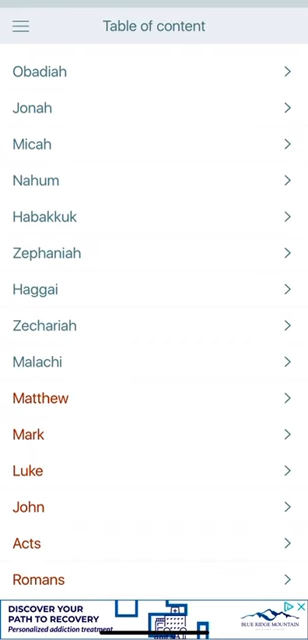 Table of content
Obadiah
Jonah
Micah
Nahum
Habakkuk
Zephaniah
Haggai
Zechariah
Malachi
Matthew
Mark
Luke
John
Acts
Romans
DISCOVER YOUR
PATH TO RECOVERY
Personalized addiction treatment
BLUE RIDGE MOUNTAIN